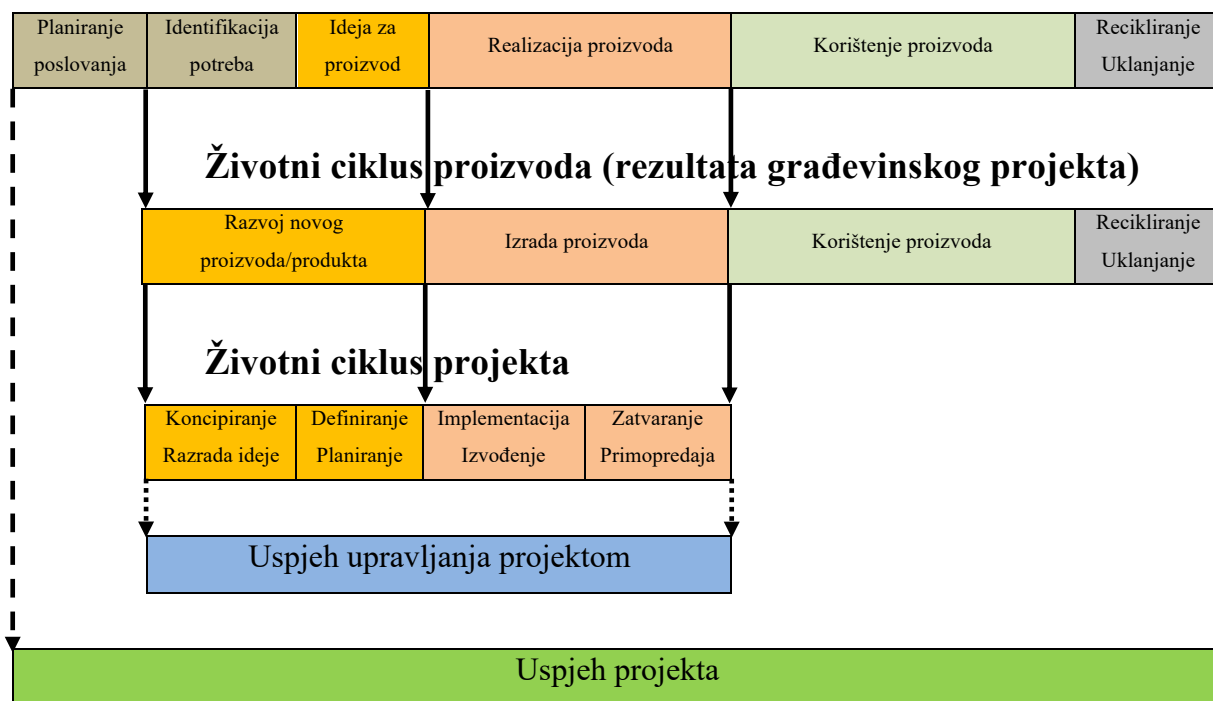 Planiranje
poslovanja
Identifikacija
potreba
Ideja za
proizvod
Realizacija proizvoda
Korištenje proizvoda
Recikliranje
Uklanjanje
Životni ciklus proizvoda (rezultata građevinskog projekta)
Razvoj novog
proizvoda/produkta
Izrada proizvoda
Korištenje proizvoda
Recikliranje
Uklanjanje
Životni ciklus projekta
Koncipiranje
Razrada ideje
Definiranje
Planiranje
Implementacija
Izvođenje
Zatvaranje
Primopredaja
Uspjeh upravljanja projektom
Uspjeh projekta